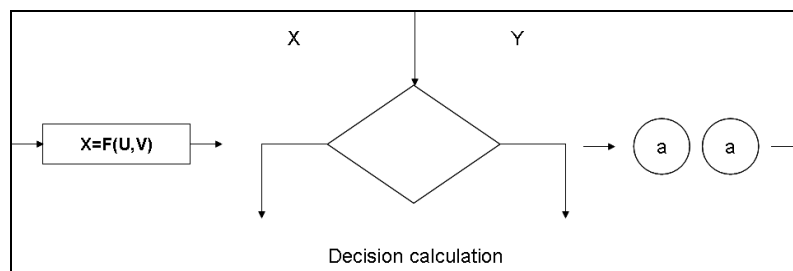 X Y
X=F(U,V) a a
Decision calculation